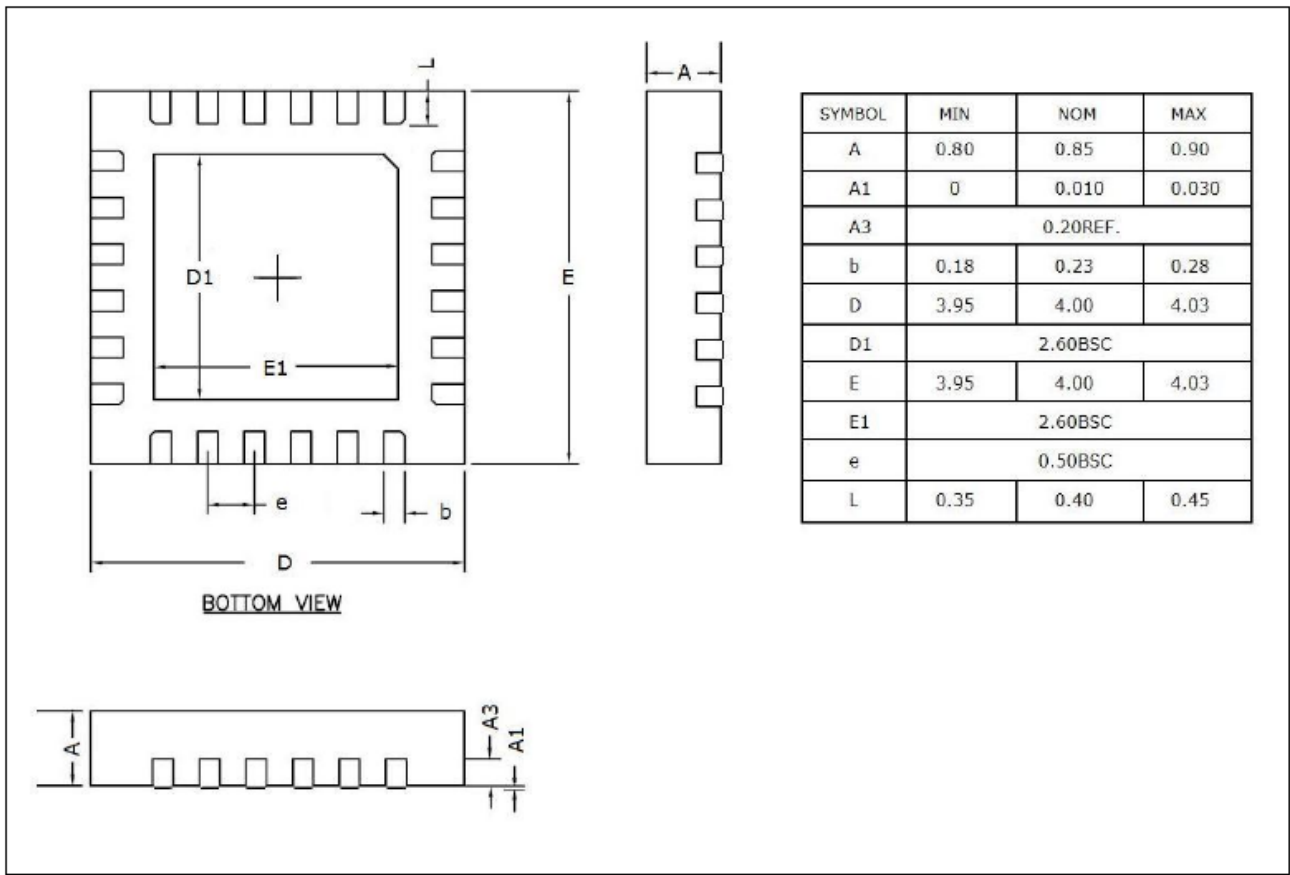 L
A
D1
E
E1
e
b
D
BOTTOM VIEW
A
A3
A1
SYMBOL MIN NOM MAX
A 0.80 0.85 0.90
A1 0 0.010 0.030
A3 0.20REF.
b 0.18 0.23 0.28
D 3.95 4.00 4.03
D1 2.60BSC
E 3.95 4.00 4.03
E1 2.60BSC
e 0.50BSC
L 0.35 0.40 0.45